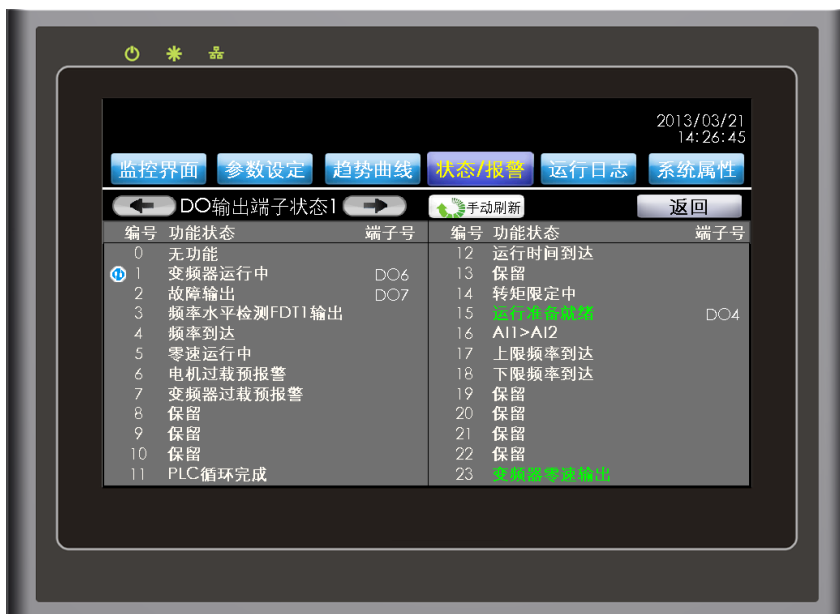 2013/03/21
14:26:45
监控界面 参数设定 趋势曲线 状态/报警 运行日志 系统属性
DO输出端子状态1 手动刷新 返回
编号 功能状态 端子号 编号 功能状态 端子号
0 无功能 12 运行时间到达
1 变频器运行中 DO6 13 保留
2 故障输出 DO7 14 转矩限定中
3 频率水平检测FDT1输出 15 运行准备就绪 DO4
4 频率到达 16 AI1>AI2
5 零速运行中 17 上限频率到达
6 电机过载预报警 18 下限频率到达
7 变频器过载预报警 19 保留
8 保留 20 保留
9 保留 21 保留
10 保留 22 保留
11 PLC循环完成 23 变频器零速输出